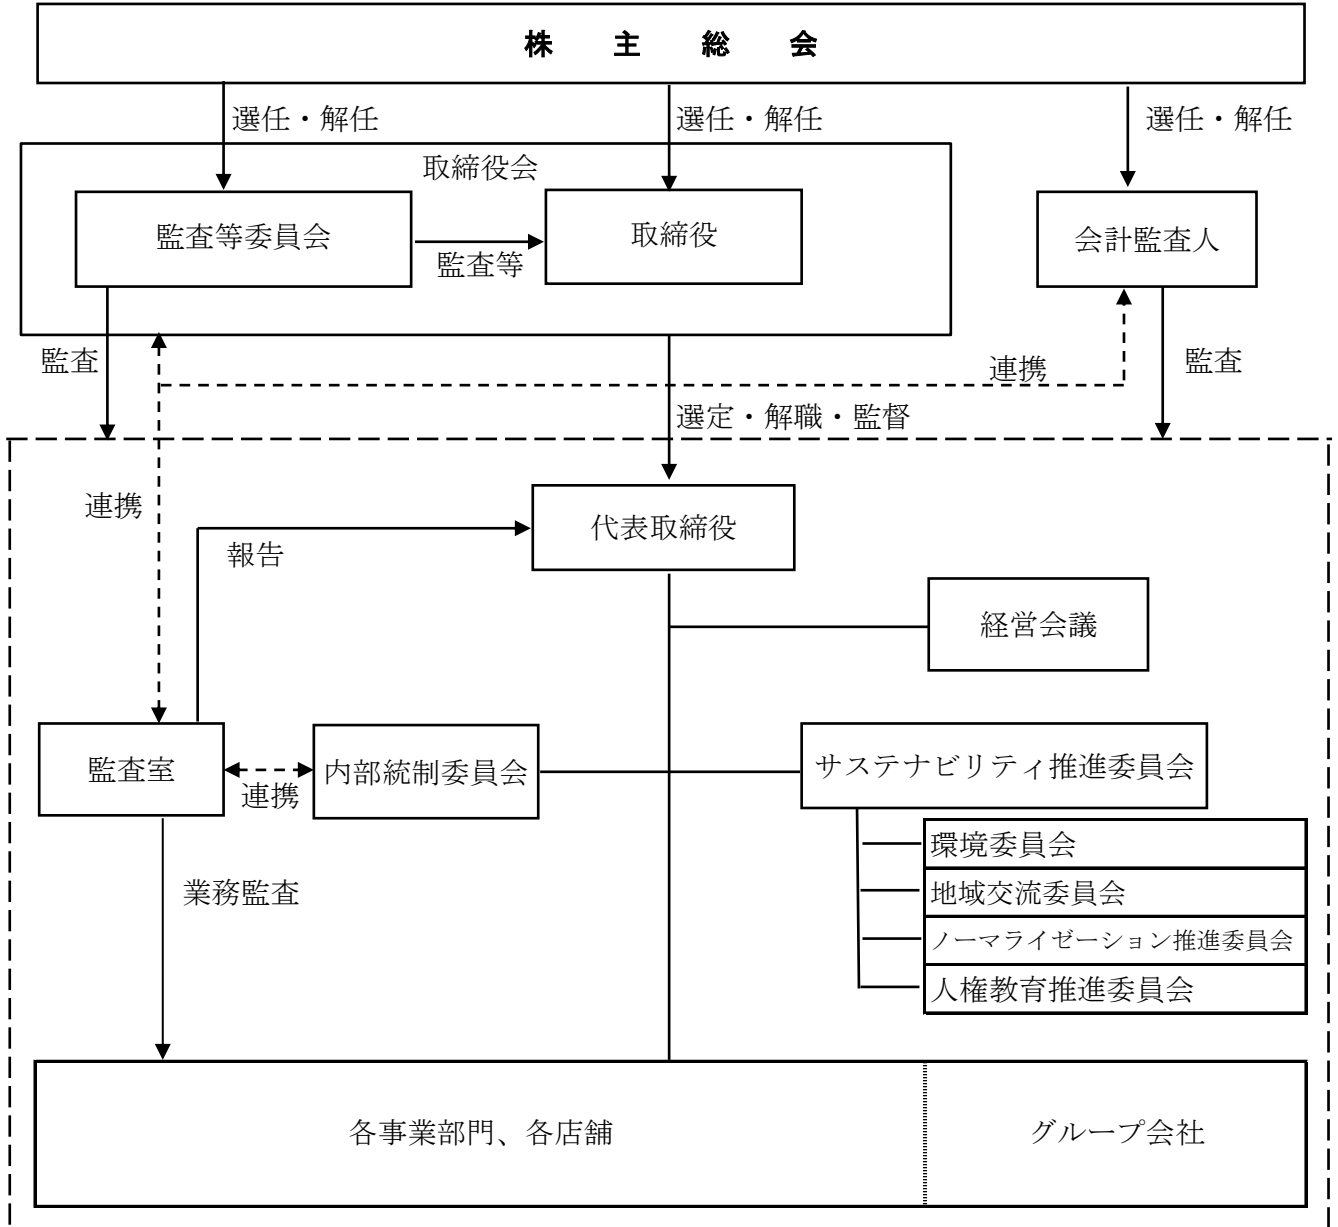 株主総会
選任・解任
選任・解任
選任・解任
取締役会
監査等委員会
取締役
会計監査人
監査等
監査
連携
監査
選定・解職・監督
連携
代表取締役
報告
経営会議
監査室
内部統制委員会
サステナビリティ推進委員会
連携
環境委員会
業務監査
地域交流委員会
ノーマライゼーション推進委員会
人権教育推進委員会
各事業部門、各店舗
グループ会社